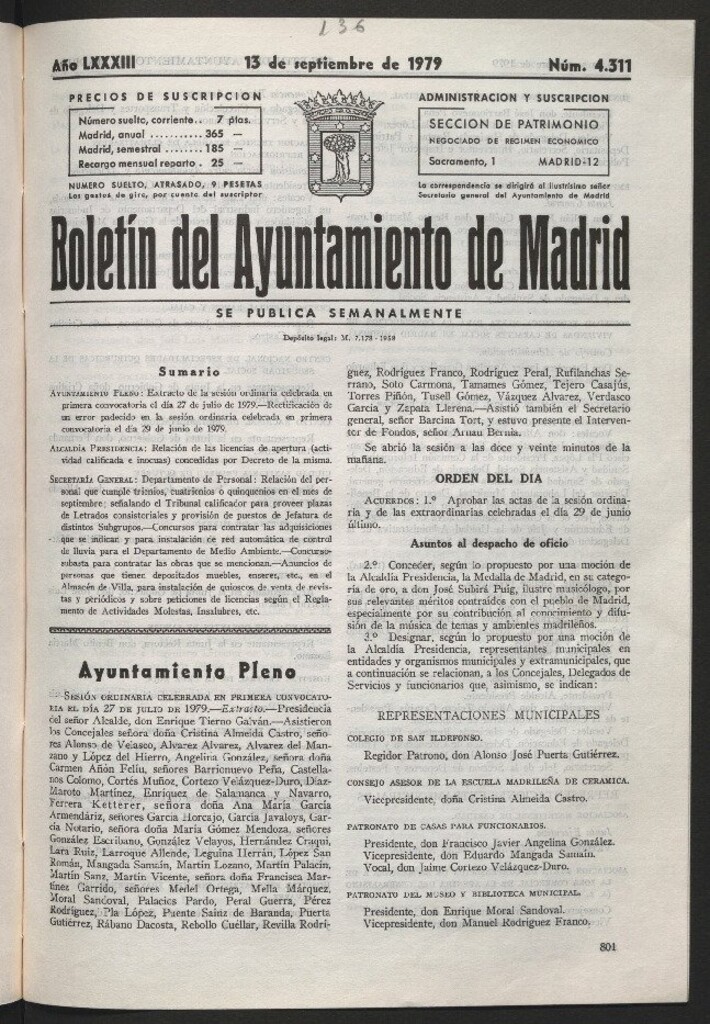 136
Año LXXXIII
13 de septiembre de 1979
Núm. 4.311
PRECIOS DE SUSCRIPCION
Número suelto, corriente.. 7 ptas.
Madrid, anual ........... 365 —
Madrid, semestral ....... 185 —
Recargo mensual reparto . 25 —
NUMERO SUELTO, ATRASADO, 9 PESETAS
Los gastos de giro, por cuenta del suscriptor
ADMINISTRACION Y SUSCRIPCION
SECCION DE PATRIMONIO
NEGOCIADO DE REGIMEN ECONOMICO
Sacramento, 1 MADRID-12
La correspondencia se dirigirá al ilustrísimo señor
Secretario general del Ayuntamiento de Madrid
Boletín del Ayuntamiento de Madrid
SE PUBLICA SEMANALMENTE
Depósito legal: M. 7.178 - 1958
Sumario
AYUNTAMIENTO PLENO: Extracto de la sesión ordinaria celebrada en
primera convocatoria el día 27 de julio de 1979.—Rectificación de
un error padecido en la sesión ordinaria celebrada en primera
convocatoria el día 29 de junio de 1979.
ALCALDÍA PRESIDENCIA: Relación de las licencias de apertura (acti-
vidad calificada e inocuas) concedidas por Decreto de la misma.
SECRETARÍA GENERAL: Departamento de Personal: Relación del per-
sonal que cumple trienios, cuatrienios o quinquenios en el mes de
septiembre; señalando el Tribunal calificador para proveer plazas
de Letrados consistoriales y provisión de puestos de Jefatura de
distintos Subgrupos.—Concursos para contratar las adquisiciones
que se indican y para instalación de red automática de control
de lluvia para el Departamento de Medio Ambiente.—Concurso-
subasta para contratar las obras que se mencionan.—Anuncios de
personas que tienen depositados muebles, enseres, etc., en el
Almacén de Villa, para instalación de quioscos de venta de revis-
tas y periódicos y sobre peticiones de licencias según el Regla-
mento de Actividades Molestas, Insalubres, etc.
Ayuntamiento Pleno
SESIÓN ORDINARIA CELEBRADA EN PRIMERA CONVOCATO-
RIA EL DÍA 27 DE JULIO DE 1979.—Extracto.—Presidencia
del señor Alcalde, don Enrique Tierno Galván.—Asistieron
los Concejales señora doña Cristina Almeida Castro, seño-
res Alonso de Velasco, Alvarez Alvarez, Alvarez del Man-
zano y López del Hierro, Angelina González, señora doña
Carmen Añón Feliú, señores Barrionuevo Peña, Castella-
nos Colomo, Cortés Muñoz, Cortezo Velázquez-Duro, Díaz-
Maroto Martínez, Enríquez de Salamanca y Navarro,
Ferrera Ketterer, señora doña Ana María García
Armendáriz, señores García Horcajo, García Javaloys, Gar-
cía Notario, señora doña María Gómez Mendoza, señores
González Escribano, González Velayos, Hernández Craqui,
Lara Ruiz, Larroque Allende, Leguina Herrán, López San
Román, Mangada Samaín, Martín Lozano, Martín Palacín,
Martín Sanz, Martín Vicente, señora doña Francisca Mar-
tínez Garrido, señores Medel Ortega, Mella Márquez,
Moral Sandoval, Palacios Pardo, Peral Guerra, Pérez
Rodríguez, Pla López, Puente Sainz de Baranda, Puerta
Gutiérrez, Rábano Dacosta, Rebollo Cuéllar, Revilla Rodrí-
guez, Rodríguez Franco, Rodríguez Peral, Rufilanchas Se-
rrano, Soto Carmona, Tamames Gómez, Tejero Casajús,
Torres Piñón, Tusell Gómez, Vázquez Alvarez, Verdasco
García y Zapata Llerena.—Asistió también el Secretario
general, señor Barcina Tort, y estuvo presente el Interven-
tor de Fondos, señor Arnau Bernia.
Se abrió la sesión a las doce y veinte minutos de la
mañana.
ORDEN DEL DIA
ACUERDOS: 1.º Aprobar las actas de la sesión ordina-
ria y de las extraordinarias celebradas el día 29 de junio
último.
Asuntos al despacho de oficio
2.º Conceder, según lo propuesto por una moción de
la Alcaldía Presidencia, la Medalla de Madrid, en su catego-
ría de oro, a don José Subirá Puig, ilustre musicólogo, por
sus relevantes méritos contraídos con el pueblo de Madrid,
especialmente por su contribución al conocimiento y difu-
sión de la música de temas y ambientes madrileños.
3.º Designar, según lo propuesto por una moción de
la Alcaldía Presidencia, representantes municipales en
entidades y organismos municipales y extramunicipales, que
a continuación se relacionan, a los Concejales, Delegados de
Servicios y funcionarios que, asimismo, se indican:
REPRESENTACIONES MUNICIPALES
COLEGIO DE SAN ILDEFONSO.
Regidor Patrono, don Alonso José Puerta Gutiérrez.
CONSEJO ASESOR DE LA ESCUELA MADRILEÑA DE CERAMICA.
Vicepresidente, doña Cristina Almeida Castro.
PATRONATO DE CASAS PARA FUNCIONARIOS.
Presidente, don Francisco Javier Angelina González.
Vicepresidente, don Eduardo Mangada Samaín.
Vocal, don Jaime Cortezo Velázquez-Duro.
PATRONATO DEL MUSEO Y BIBLIOTECA MUNICIPAL.
Presidente, don Enrique Moral Sandoval.
Vicepresidente, don Manuel Rodríguez Franco.
801